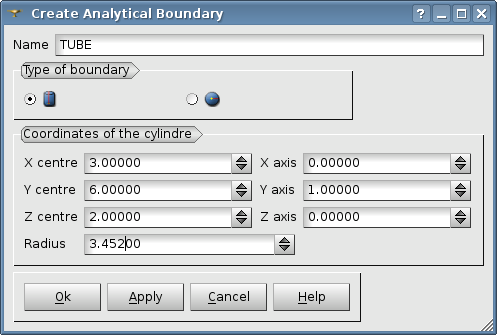 Create Analytical Boundary
Name TUBE
Type of boundary
Coordinates of the cylindre
X centre 3.00000 X axis 0.00000
Y centre 6.00000 Y axis 1.00000
Z centre 2.00000 Z axis 0.00000
Radius 3.45200
Ok Apply Cancel Help